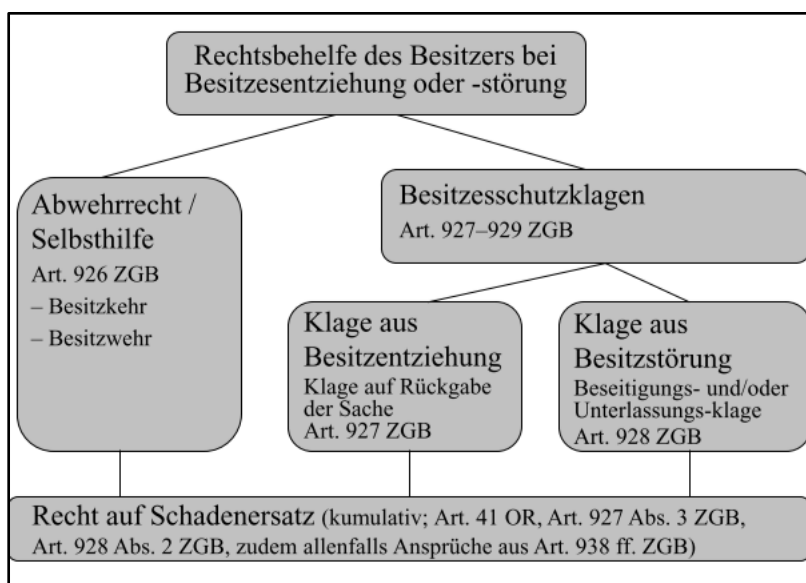 Rechtsbehelfe des Besitzers bei
Besitzesentziehung oder -störung
Abwehrrecht /
Selbsthilfe
Art. 926 ZGB
– Besitzkehr
– Besitzwehr
Besitzesschutzklagen
Art. 927–929 ZGB
Klage aus
Besitzentziehung
Klage auf Rückgabe
der Sache
Art. 927 ZGB
Klage aus
Besitzstörung
Beseitigungs- und/oder
Unterlassungs-klage
Art. 928 ZGB
Recht auf Schadenersatz (kumulativ; Art. 41 OR, Art. 927 Abs. 3 ZGB,
Art. 928 Abs. 2 ZGB, zudem allenfalls Ansprüche aus Art. 938 ff. ZGB)